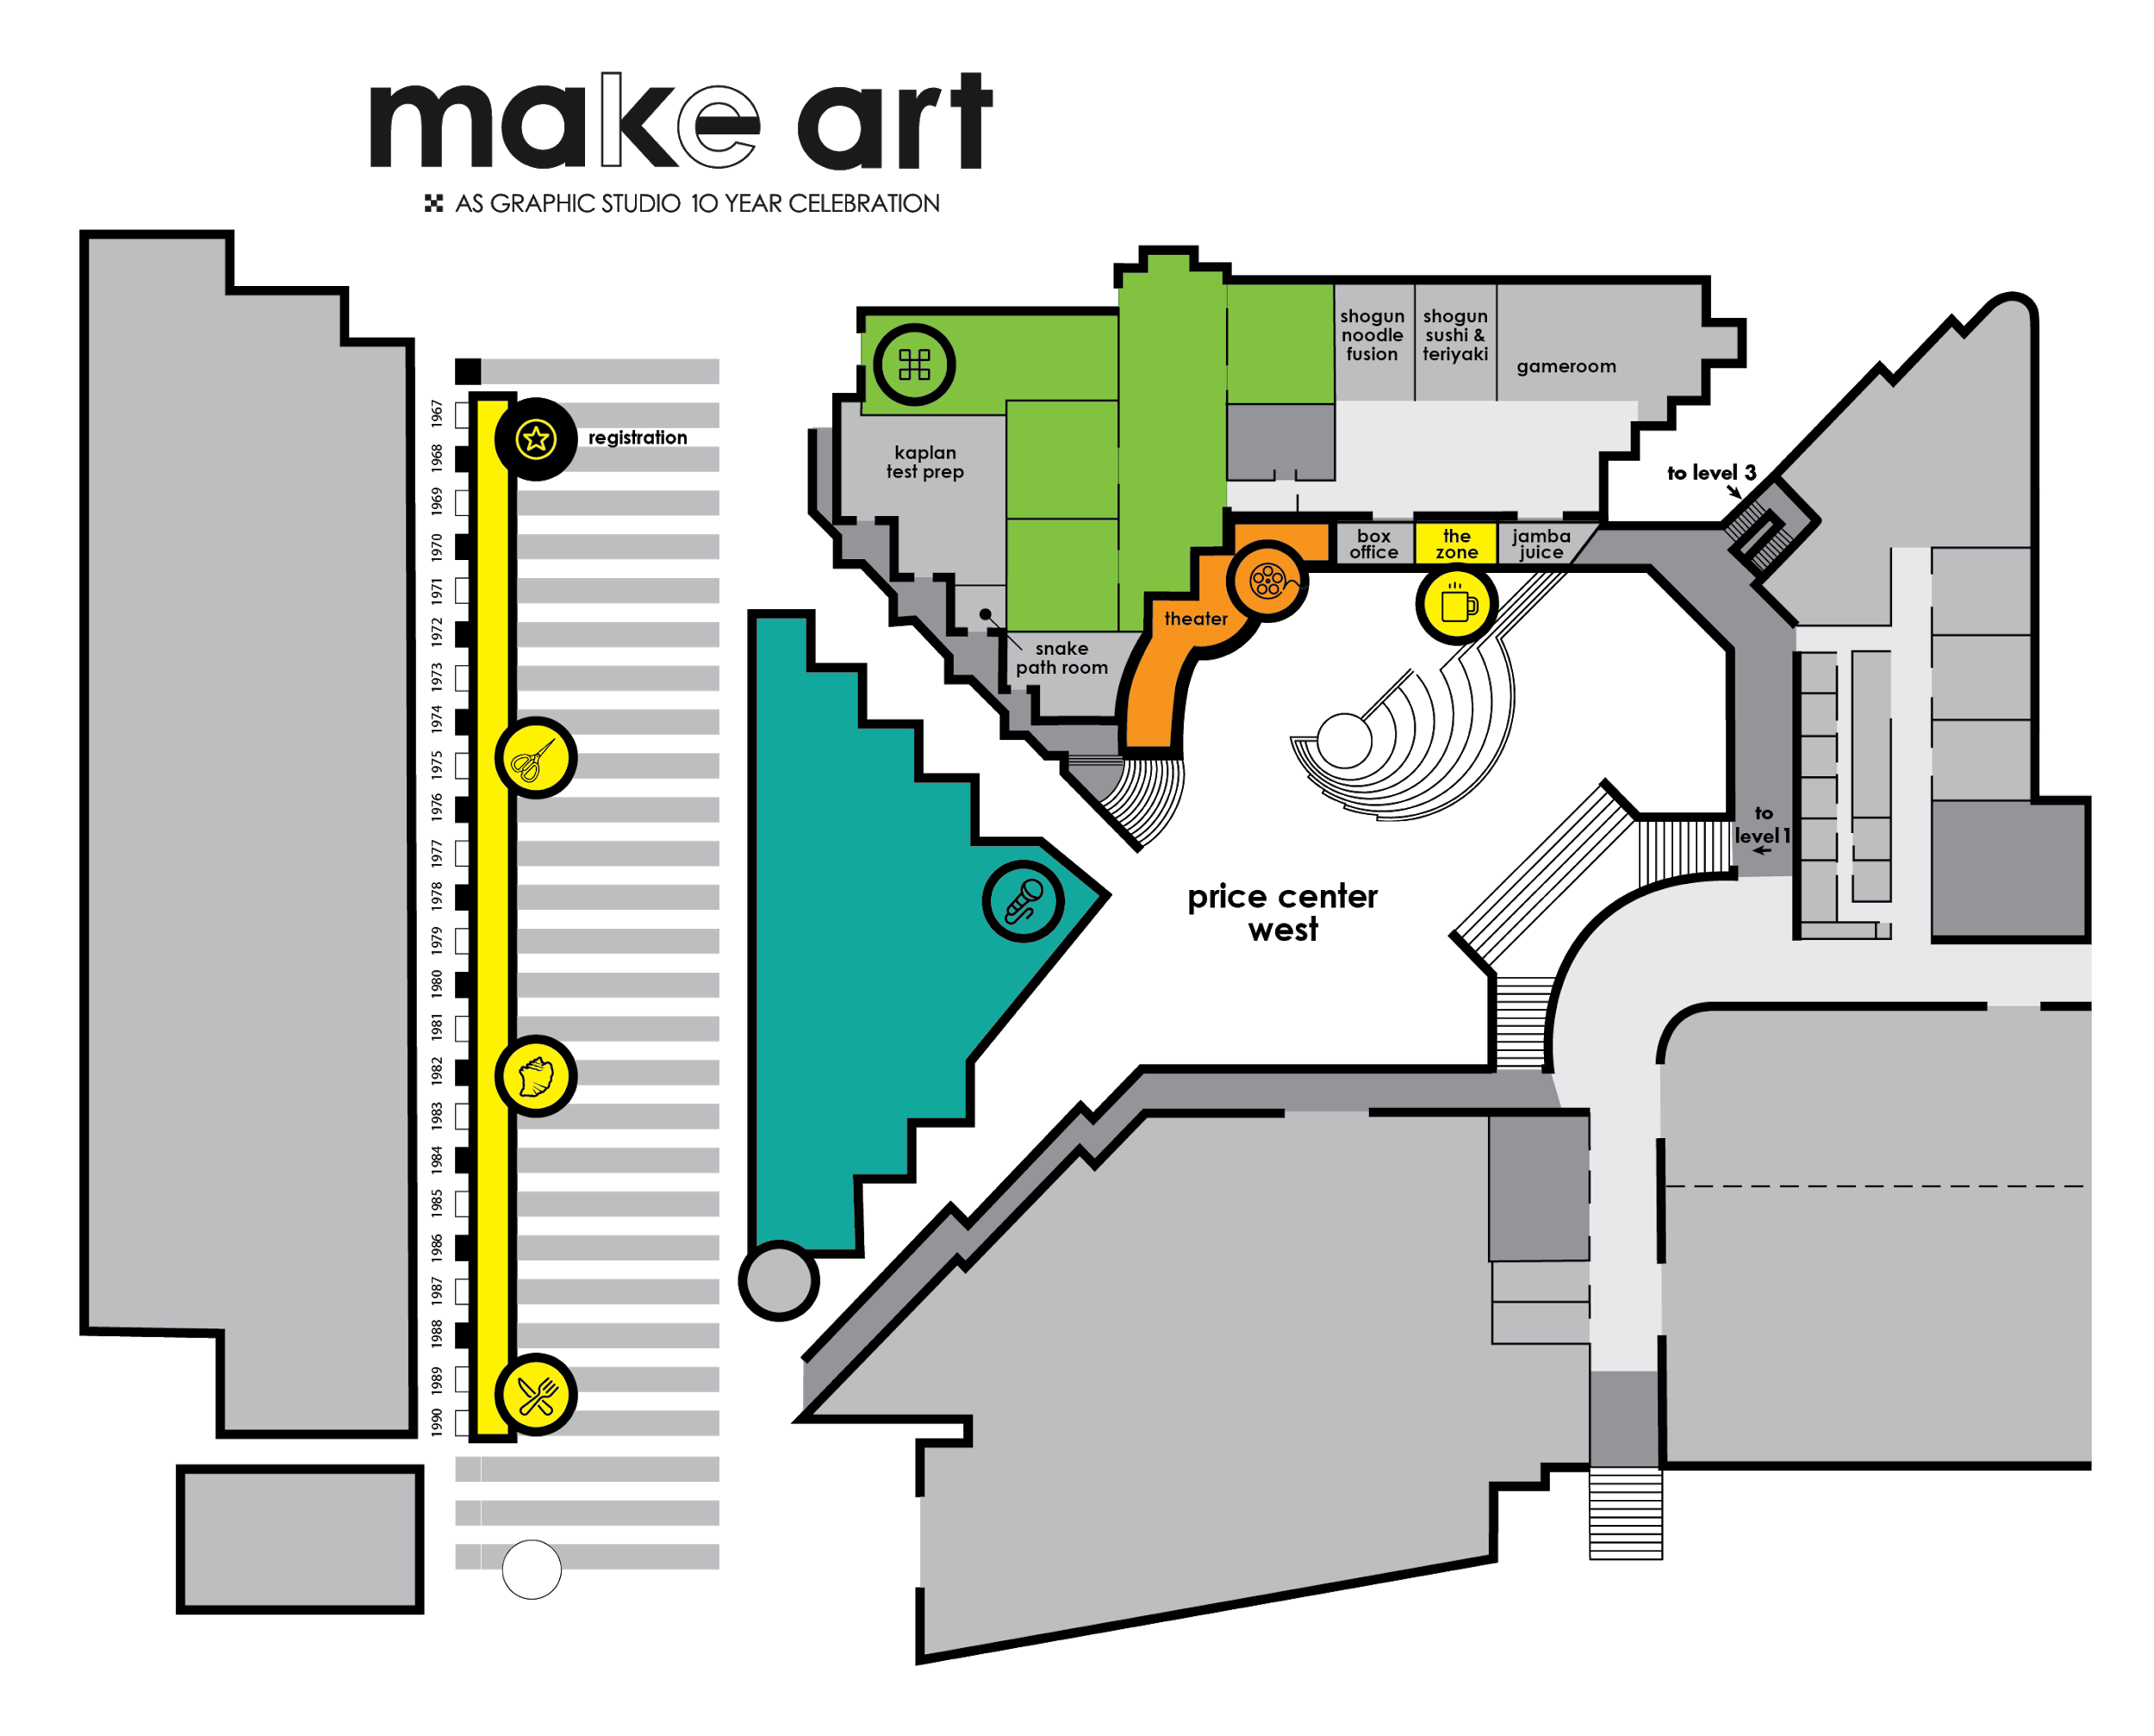 make art
AS GRAPHIC STUDIO 10 YEAR CELEBRATION
shogun
noodle
fusion
shogun
sushi &
teriyaki
gameroom
kaplan
test prep
registration
to level 3
box
office
the
zone
jamba
juice
theater
snake
path room
to
level 1
price center
west
1967
1968
1969
1970
1971
1972
1973
1974
1975
1976
1977
1978
1979
1980
1981
1982
1983
1984
1985
1986
1987
1988
1989
1990